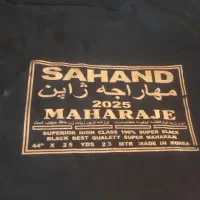 SAHAND
مهاراجه ژاپن
2025
MAHARAJE
SUPERIOR HIGH CLASS 100% SUPER BLACK
BLACK BEST QUALITY SUPER MAHARAJE
44" X 25 YDS 23 MTR MADE IN KOREA